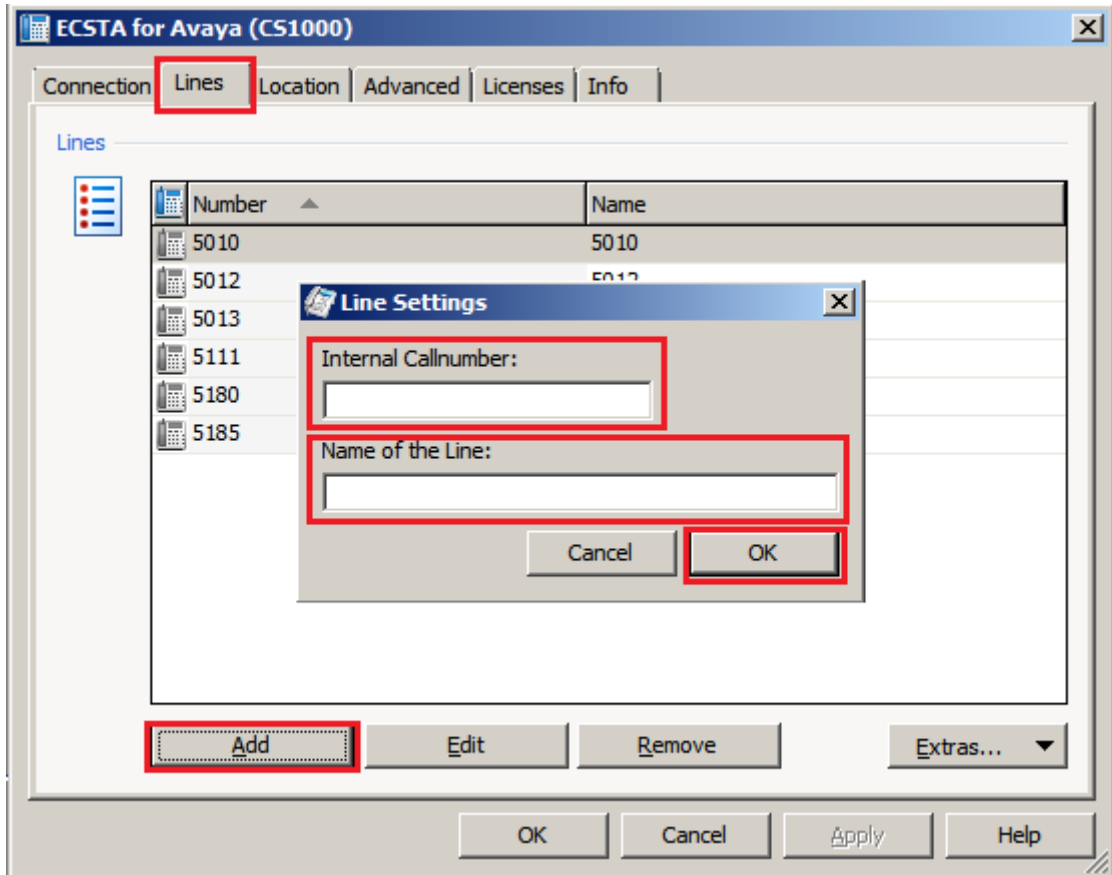 ECSTA for Avaya (CS1000)
Connection Lines Location Advanced Licenses Info
Lines
Number Name
5010 5010
5012 5012
Line Settings
5013
Internal Callnumber:
5111
5180
5185
Name of the Line:
Cancel OK
Add Edit Remove Extras...
OK Cancel Apply Help